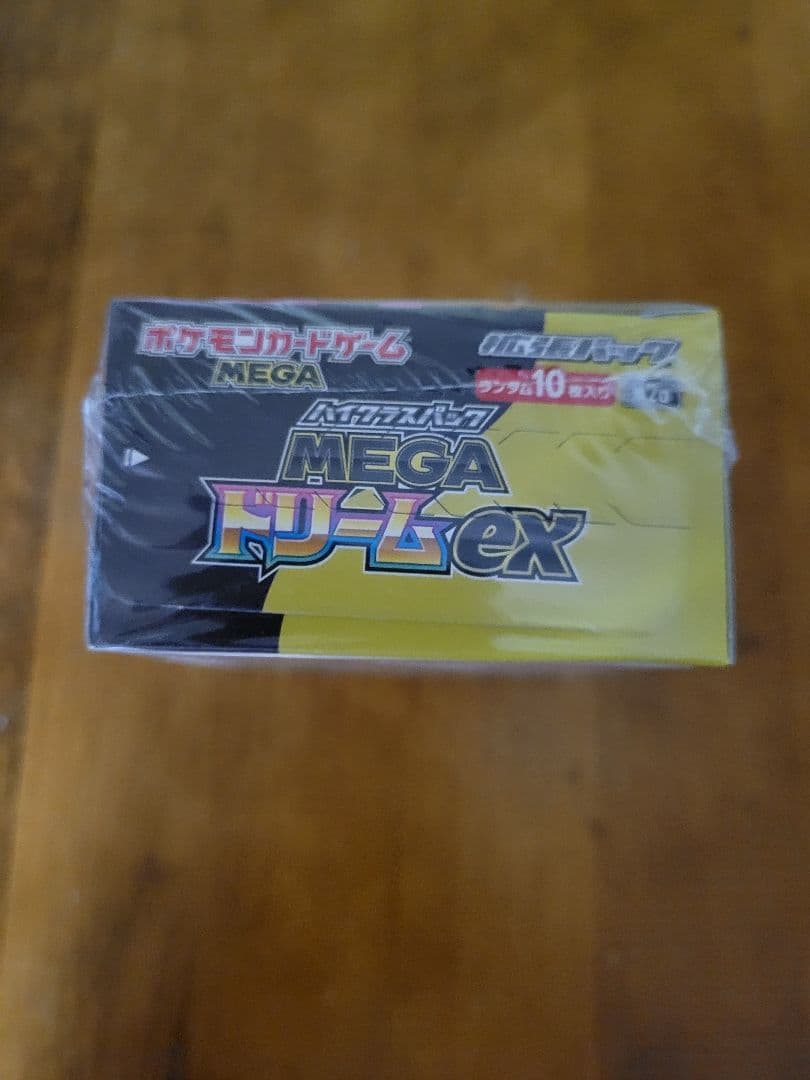 ポケモンカードゲーム
MEGA
拡張パック
ランダム10枚入り
ハイクラスパック
MEGA
ドリームex